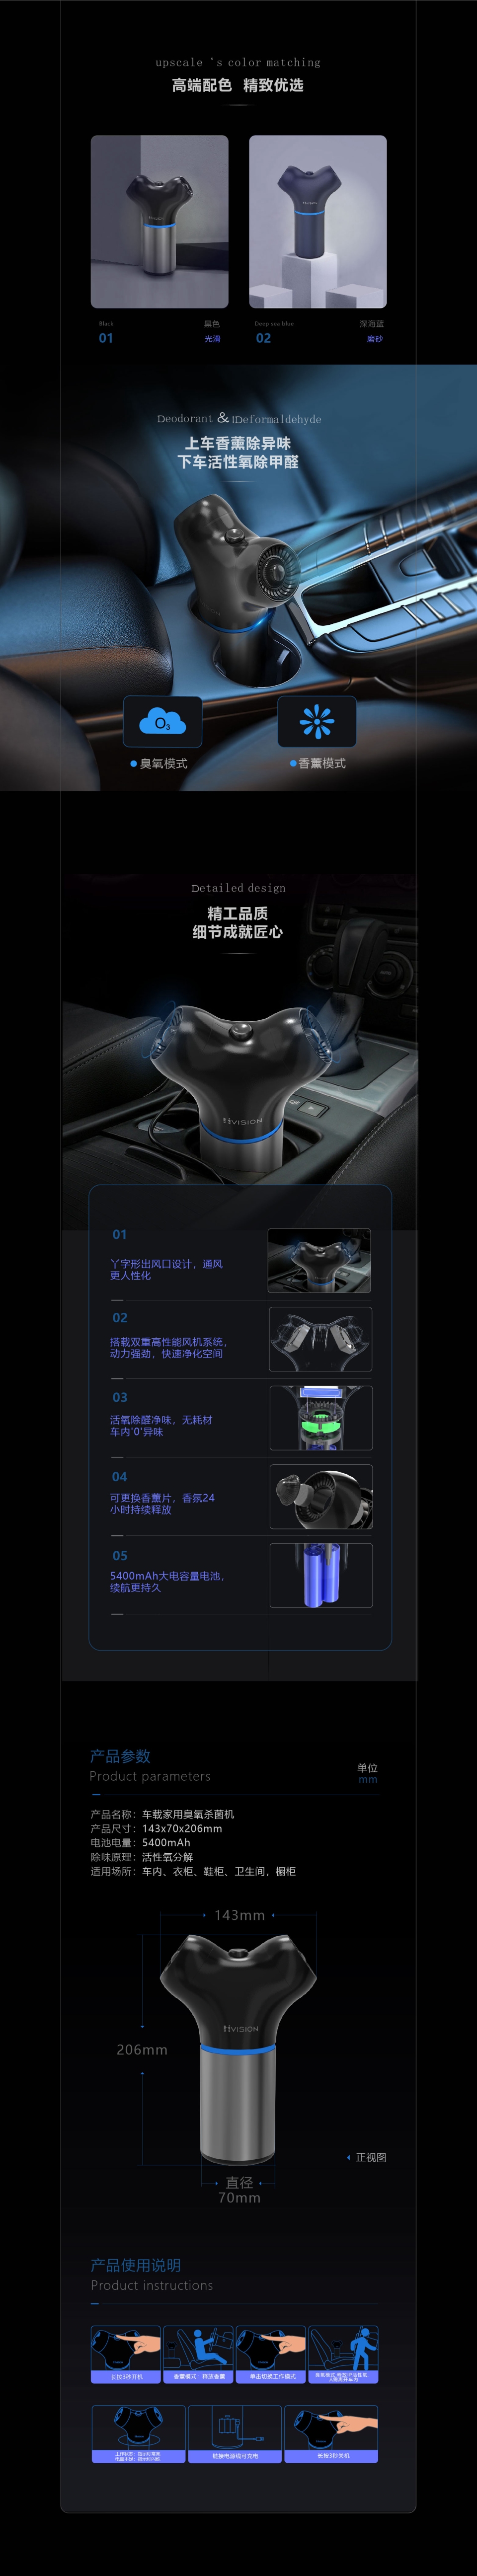 upscale 's color matching
高端配色 精致优选
Black
黑色
01
光滑
Deep sea blue
深海蓝
02
磨砂
Deodorant & Deformaldehyde
上车香薰除异味
下车活性氧除甲醛
O3
臭氧模式
香薰模式
Detailed design
精工品质
细节成就匠心
VISION
01
丫字形出风口设计，通风
更人性化
02
搭载双重高性能风机系统，
动力强劲，快速净化空间
03
活氧除醛净味，无耗材
车内'0'异味
04
可更换香薰片，香氛24
小时持续释放
05
5400mAh大电容量电池，
续航更持久
产品参数
Product parameters
单位
mm
产品名称：车载家用臭氧杀菌机
产品尺寸：143x70x206mm
电池电量：5400mAh
除味原理：活性氧分解
适用场所：车内、衣柜、鞋柜、卫生间，橱柜
143mm
VISION
206mm
正视图
直径
70mm
产品使用说明
Product instructions
长按3秒开机
香薰模式：释放香薰
单击切换工作模式
链接电源线可充电
长按3秒关机